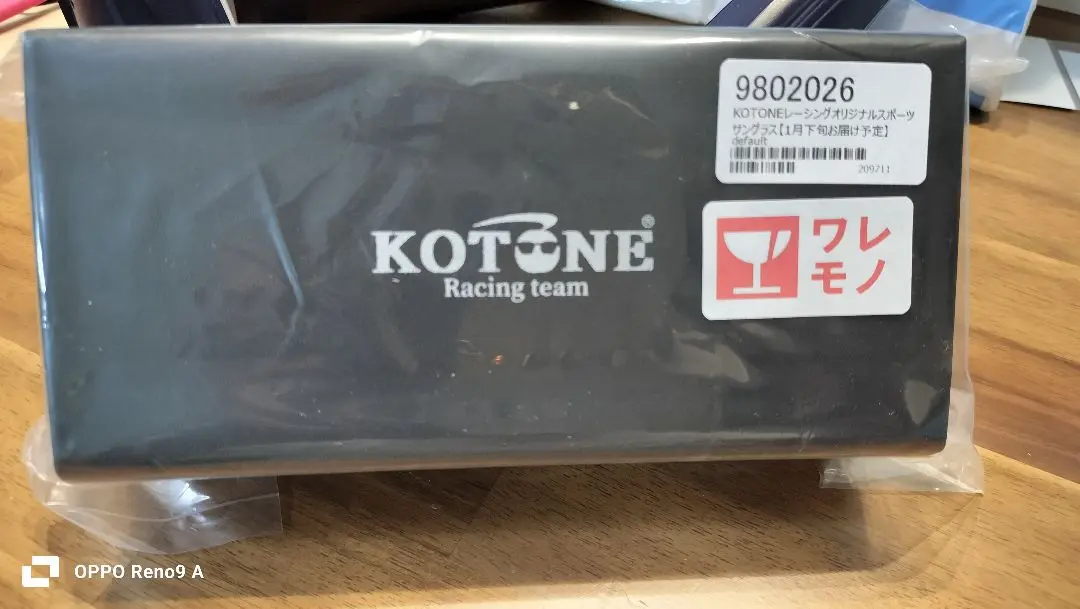 9802026
KOTONEレーシングオリジナルスポーツ
サングラス【1月下旬お届け予定】
default
209711
ワレ
モノ
KOTONE®
Racing team
OPPO Reno9 A